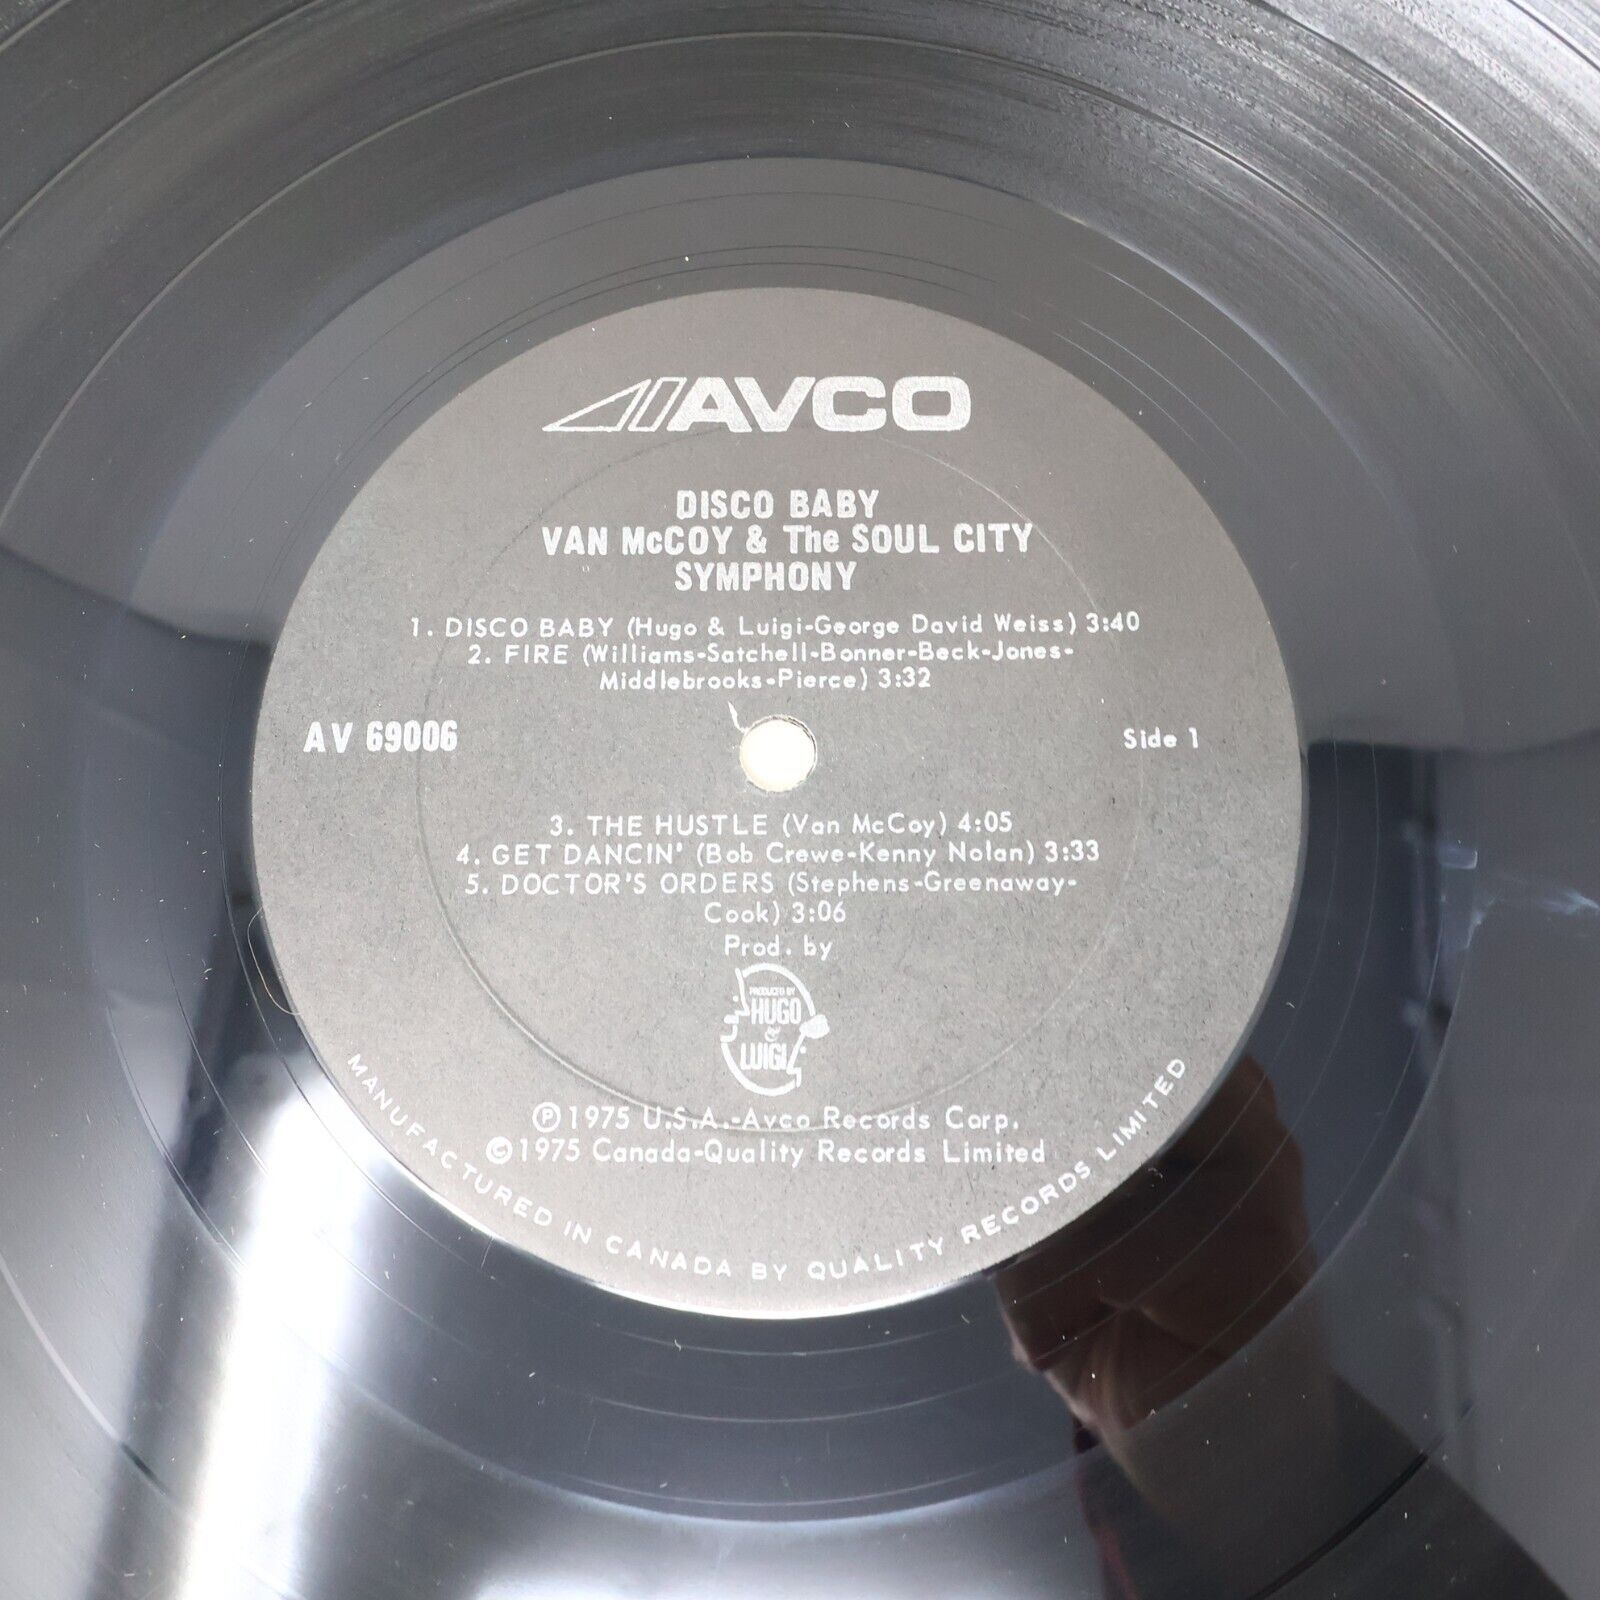 AVCO
DISCO BABY
VAN McCOY & The SOUL CITY
SYMPHONY
1. DISCO BABY (Hugo & Luigi-George David Weiss) 3:40
2. FIRE (Williams-Satchell-Bonner-Beck-Jones-
Middlebrooks-Pierce) 3:32
AV 69006
Side 1
3. THE HUSTLE (Van McCoy) 4:05
4. GET DANCIN' (Bob Crewe-Kenny Nolan) 3:33
5. DOCTOR'S ORDERS (Stephens-Greenaway-
Cook) 3:06
Prod. by
PRODUCED BY
HUGO
&
LUIGI
Ⓟ1975 U.S.A.-Avco Records Corp.
©1975 Canada-Quality Records Limited
MANUFACTURED IN CANADA BY QUALITY RECORDS LIMITED